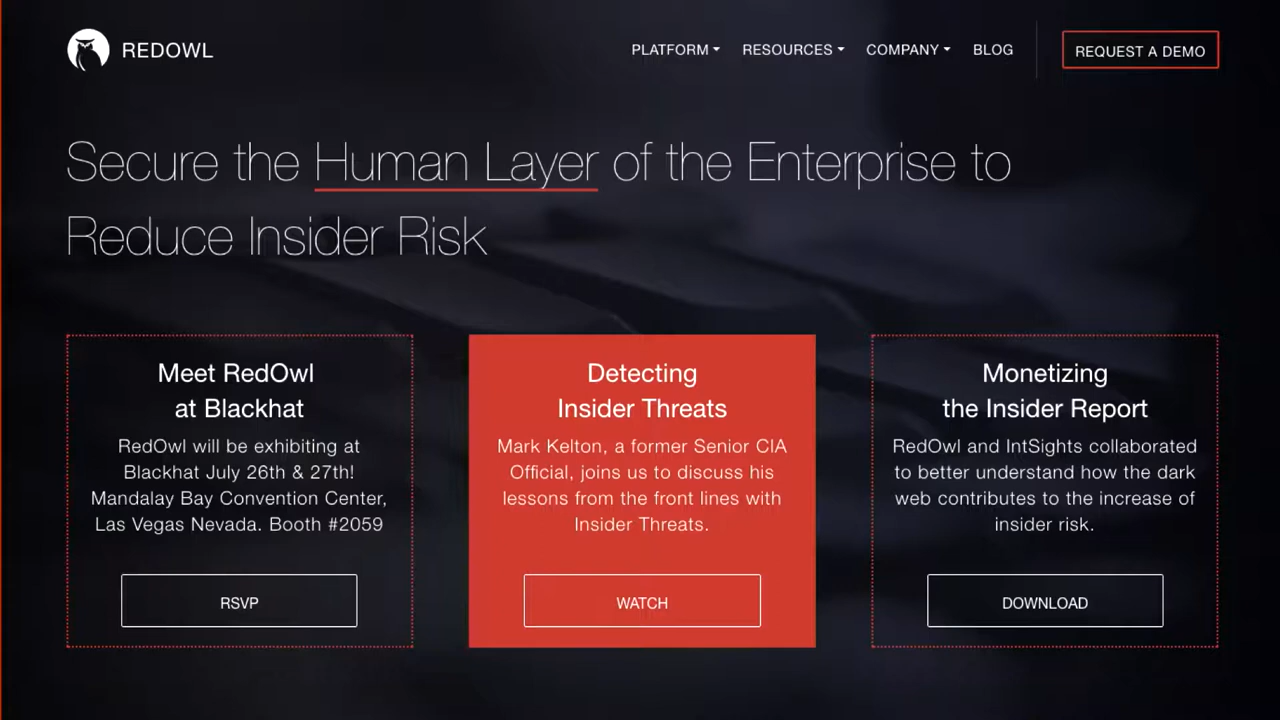 REDOWL
PLATFORM
RESOURCES
COMPANY
BLOG
REQUEST A DEMO
Secure the Human Layer of the Enterprise to
Reduce Insider Risk
Meet RedOwl
at Blackhat
RedOwl will be exhibiting at
Blackhat July 26th & 27th!
Mandalay Bay Convention Center,
Las Vegas Nevada. Booth #2059
RSVP
Detecting
Insider Threats
Mark Kelton, a former Senior CIA
Official, joins us to discuss his
lessons from the front lines with
Insider Threats.
WATCH
Monetizing
the Insider Report
RedOwl and IntSights collaborated
to better understand how the dark
web contributes to the increase of
insider risk.
DOWNLOAD